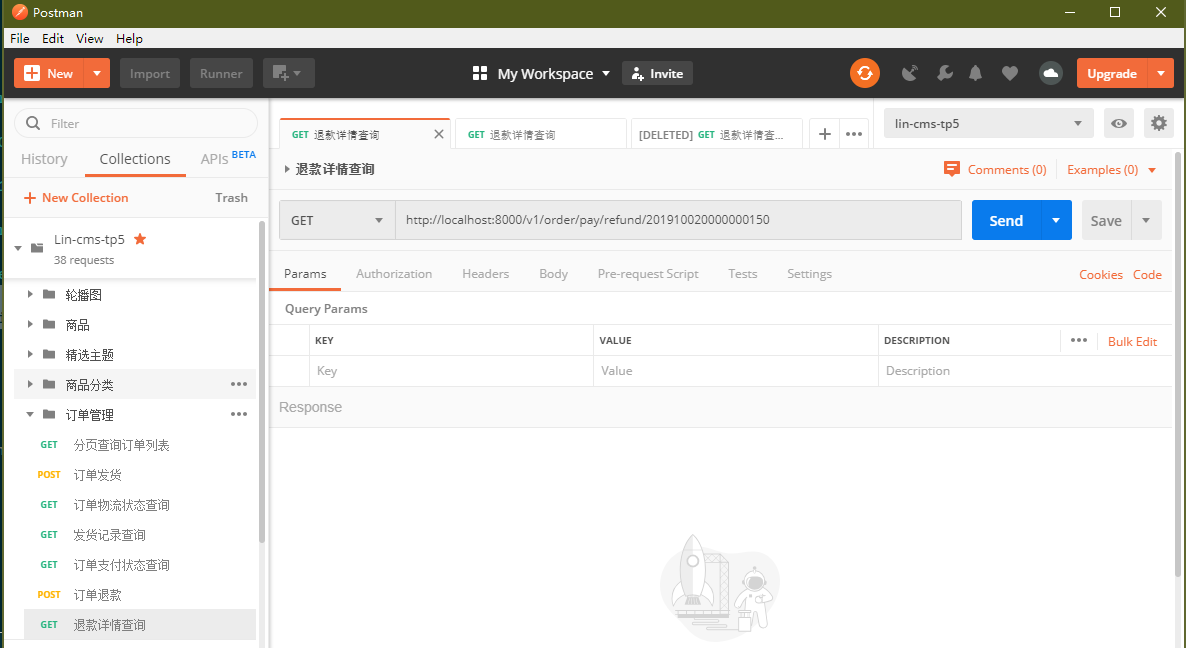 Postman
File Edit View Help
New Import Runner My Workspace Invite Upgrade
Filter
History Collections APIs BETA
New Collection Trash
Lin-cms-tp5
38 requests
轮播图
商品
精选主题
商品分类
订单管理
GET 分页查询订单列表
POST 订单发货
GET 订单物流状态查询
GET 发货记录查询
GET 订单支付状态查询
POST 订单退款
GET 退款详情查询
GET 退款详情查询
GET 退款详情查询
[DELETED] GET 退款详情查...
lin-cms-tp5
退款详情查询 Comments (0) Examples (0)
GET http://localhost:8000/v1/order/pay/refund/201910020000000150 Send Save
Params Authorization Headers Body Pre-request Script Tests Settings Cookies Code
Query Params
KEY VALUE DESCRIPTION Bulk Edit
Key Value Description
Response